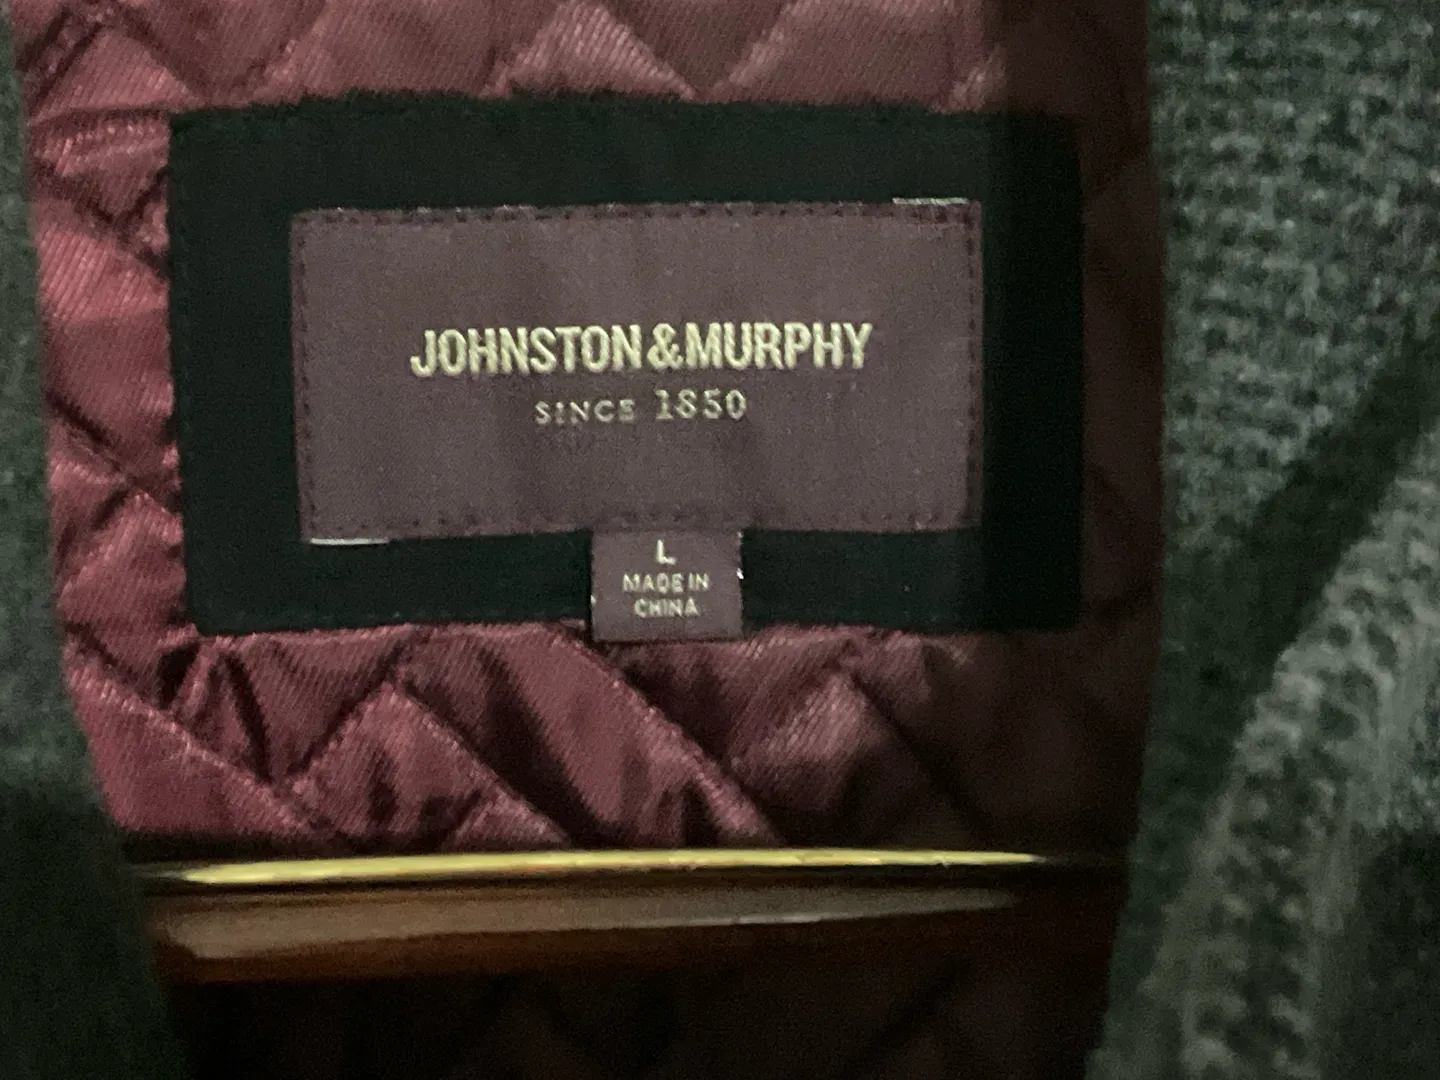 JOHNSTON & MURPHY
SINCE 1850
L
MADE IN
CHINA